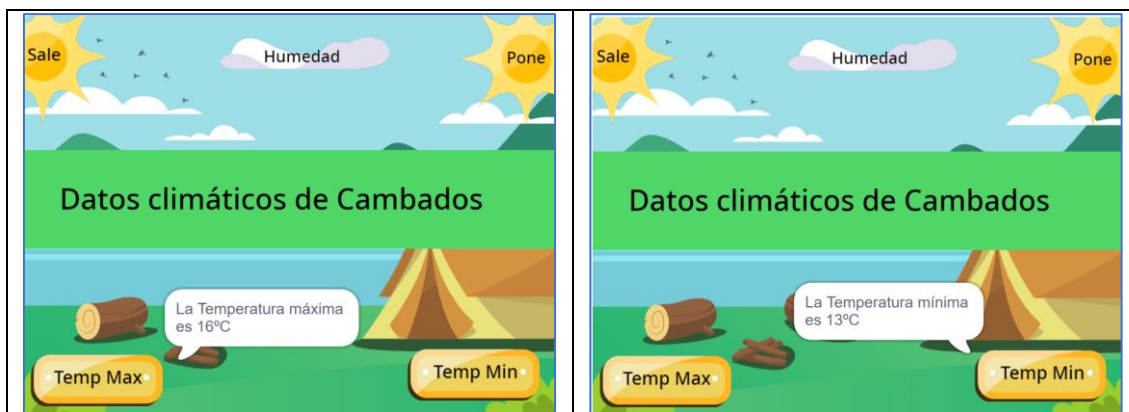 Sale
Humedad
Pone
Datos climáticos de Cambados
La Temperatura máxima
es 16ºC
Temp Max
Temp Min
Sale
Humedad
Pone
Datos climáticos de Cambados
La Temperatura mínima
es 13ºC
Temp Max
Temp Min